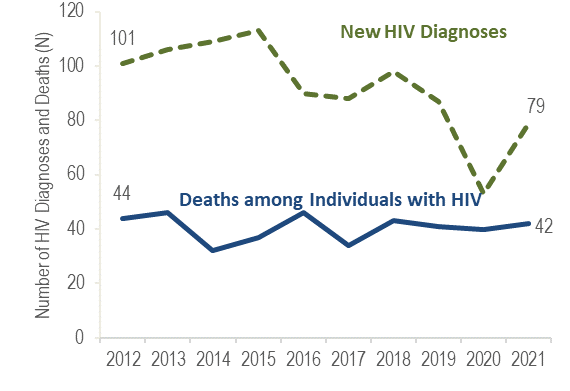 Number of HIV Diagnoses and Deaths (N)
120
100
80
60
40
20
0
New HIV Diagnoses
101
79
44
Deaths among Individuals with HIV
42
2012 2013 2014 2015 2016 2017 2018 2019 2020 2021